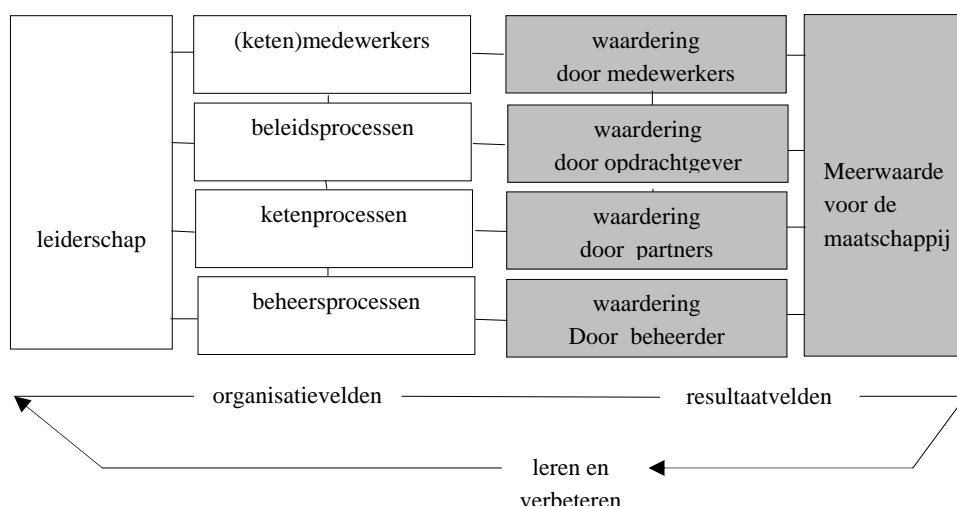 leiderschap
(keten)medewerkers
beleidsprocessen
ketenprocessen
beheersprocessen
waardering
door medewerkers
waardering
door opdrachtgever
waardering
door partners
waardering
Door beheerder
Meerwaarde
voor de
maatschappij
organisatievelden
resultaatvelden
leren en
verbeteren